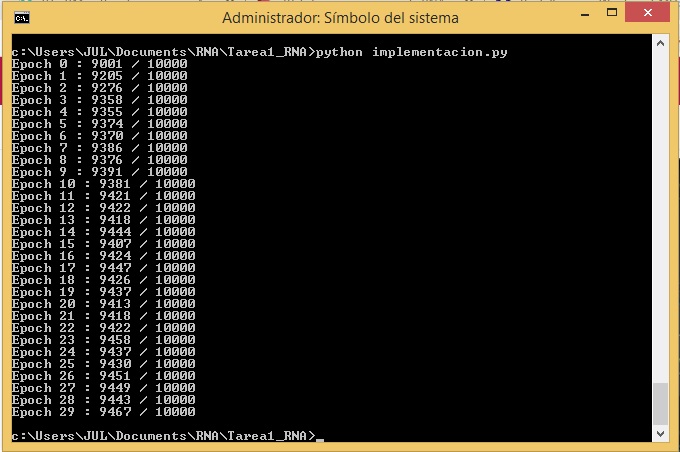 Administrador: Símbolo del sistema
c:\Users\JUL\Documents\RNA\Tarea1_RNA>python implementacion.py
Epoch 0 : 9001 / 10000
Epoch 1 : 9205 / 10000
Epoch 2 : 9276 / 10000
Epoch 3 : 9358 / 10000
Epoch 4 : 9355 / 10000
Epoch 5 : 9374 / 10000
Epoch 6 : 9370 / 10000
Epoch 7 : 9386 / 10000
Epoch 8 : 9376 / 10000
Epoch 9 : 9391 / 10000
Epoch 10 : 9381 / 10000
Epoch 11 : 9421 / 10000
Epoch 12 : 9422 / 10000
Epoch 13 : 9418 / 10000
Epoch 14 : 9444 / 10000
Epoch 15 : 9407 / 10000
Epoch 16 : 9424 / 10000
Epoch 17 : 9447 / 10000
Epoch 18 : 9426 / 10000
Epoch 19 : 9437 / 10000
Epoch 20 : 9413 / 10000
Epoch 21 : 9418 / 10000
Epoch 22 : 9422 / 10000
Epoch 23 : 9458 / 10000
Epoch 24 : 9437 / 10000
Epoch 25 : 9430 / 10000
Epoch 26 : 9451 / 10000
Epoch 27 : 9449 / 10000
Epoch 28 : 9443 / 10000
Epoch 29 : 9467 / 10000
c:\Users\JUL\Documents\RNA\Tarea1_RNA>_